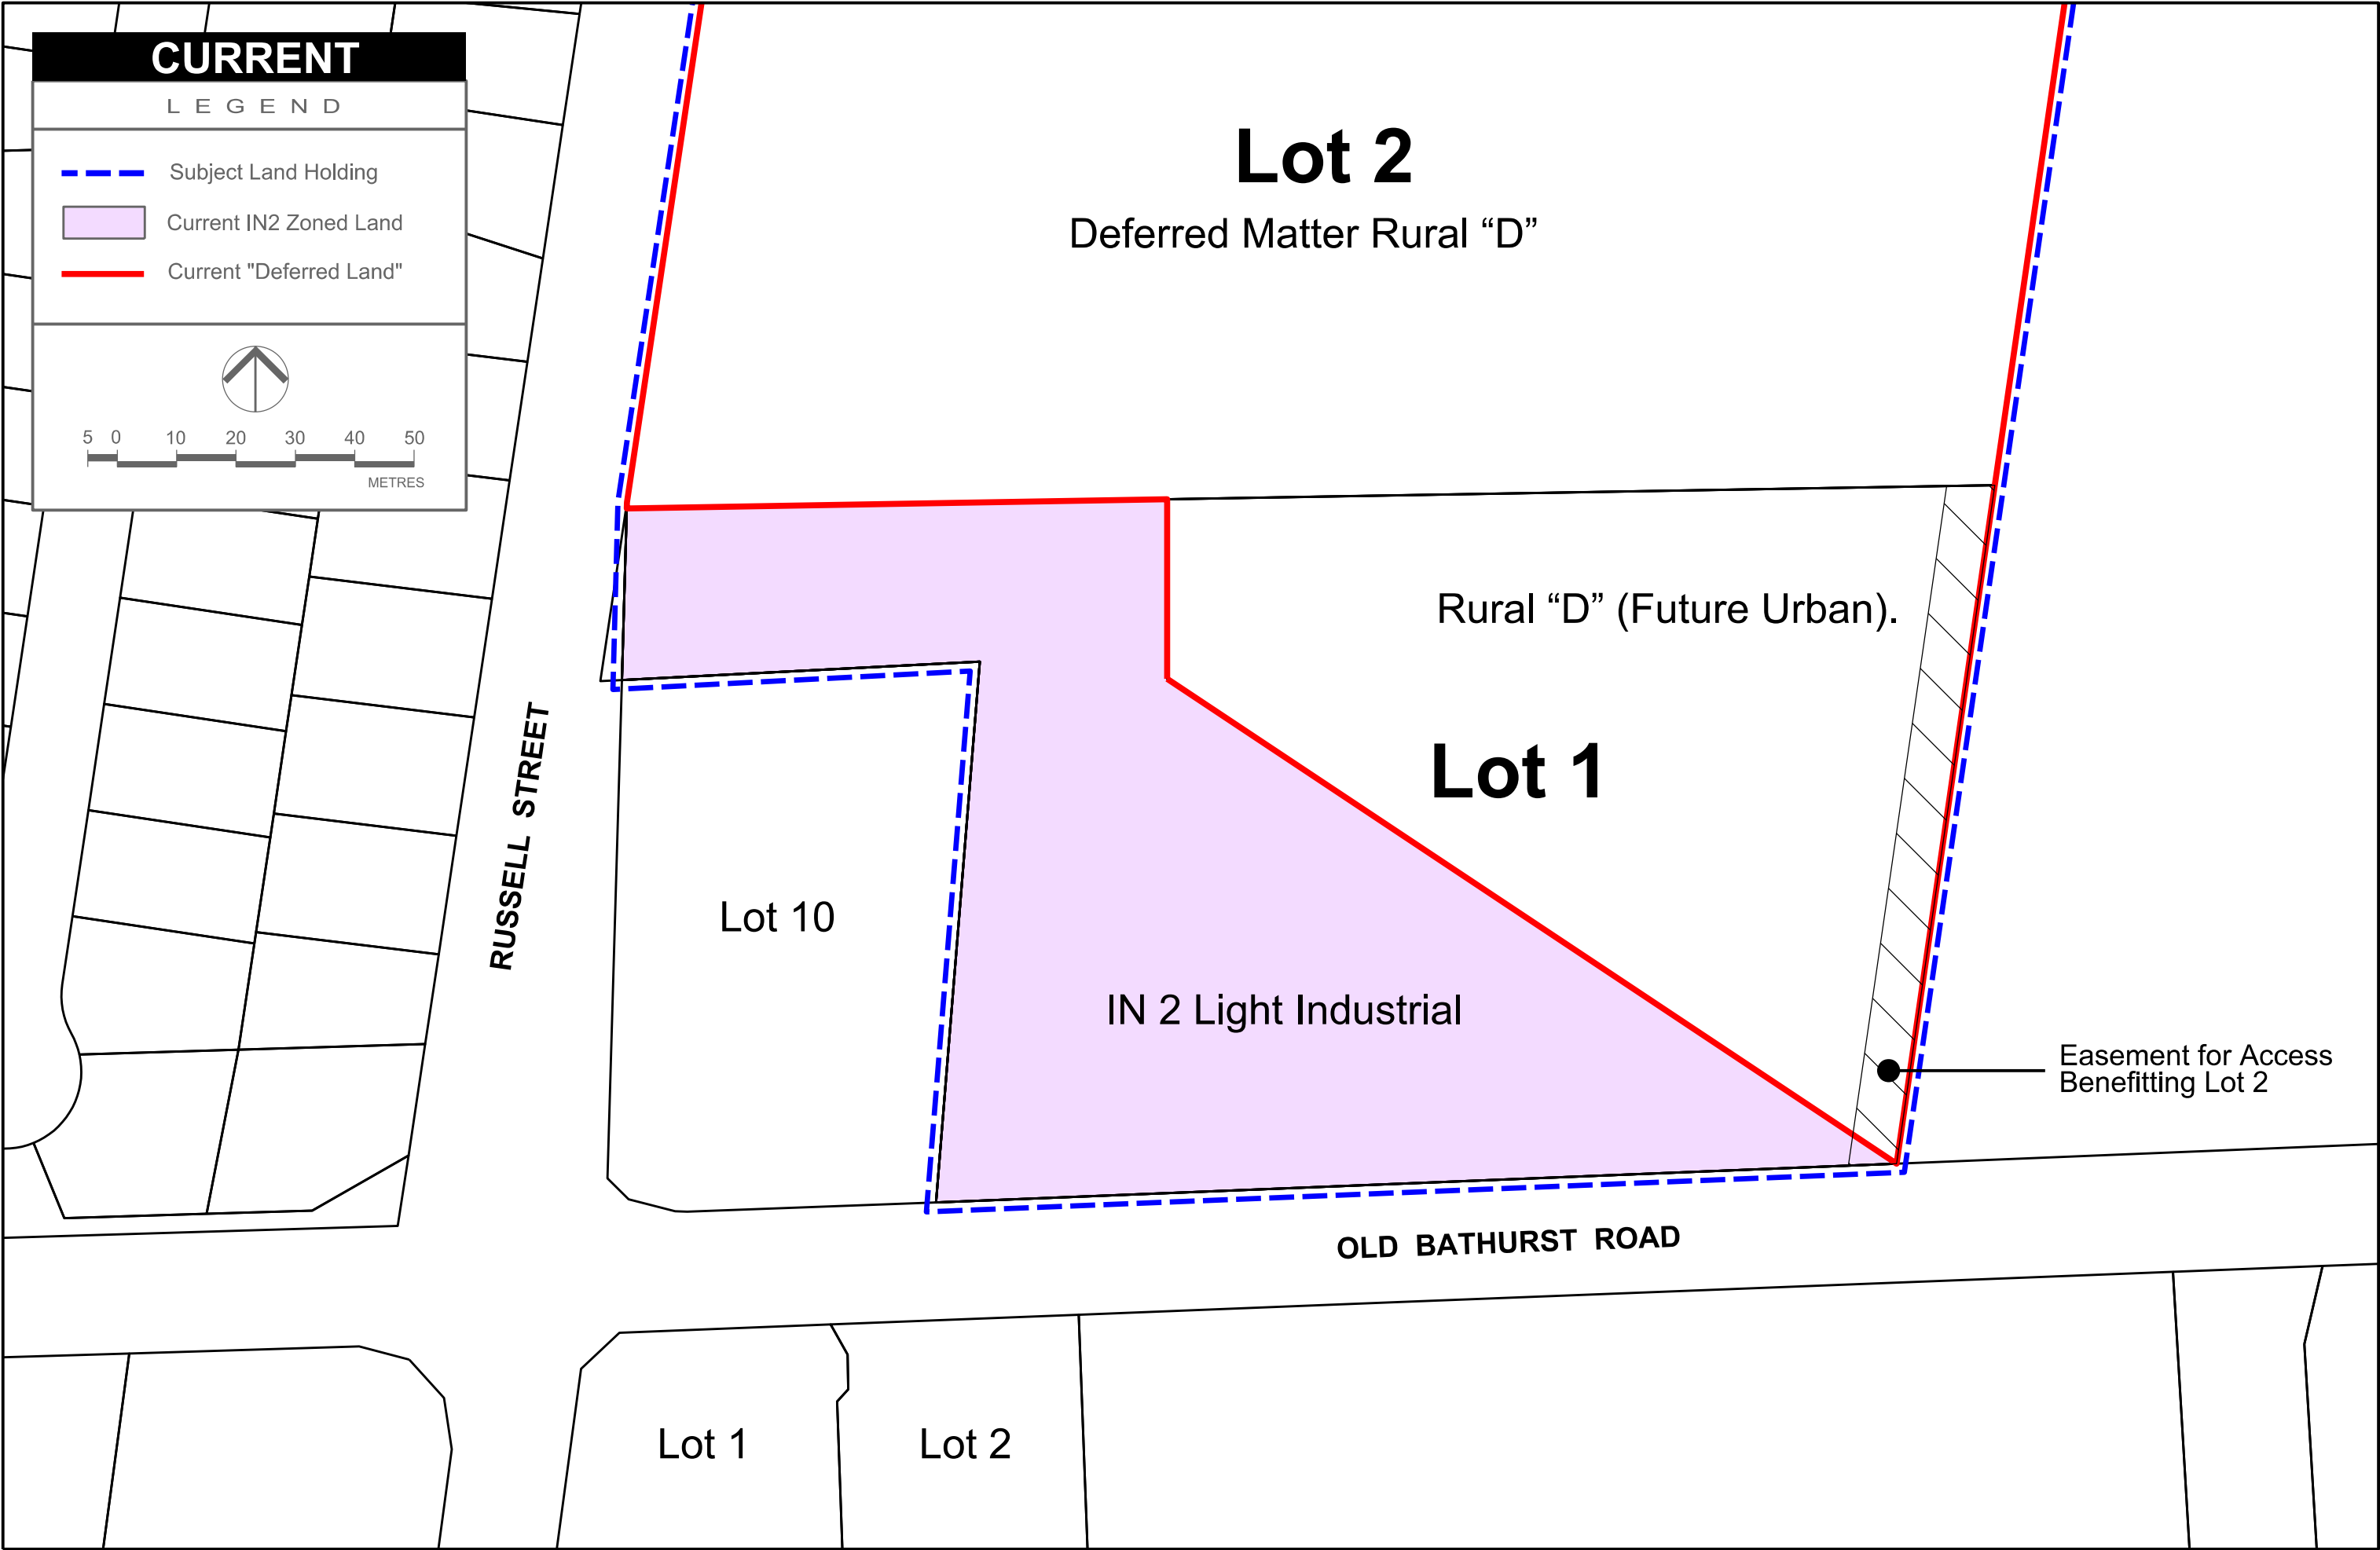 CURRENT
LEGEND
Subject Land Holding
Current IN2 Zoned Land
Current "Deferred Land"
5 0 10 20 30 40 50
METRES
Lot 2
Deferred Matter Rural “D”
Rural “D” (Future Urban).
Lot 1
RUSSELL STREET
Lot 10
IN 2 Light Industrial
Easement for Access
Benefitting Lot 2
OLD BATHURST ROAD
Lot 1
Lot 2